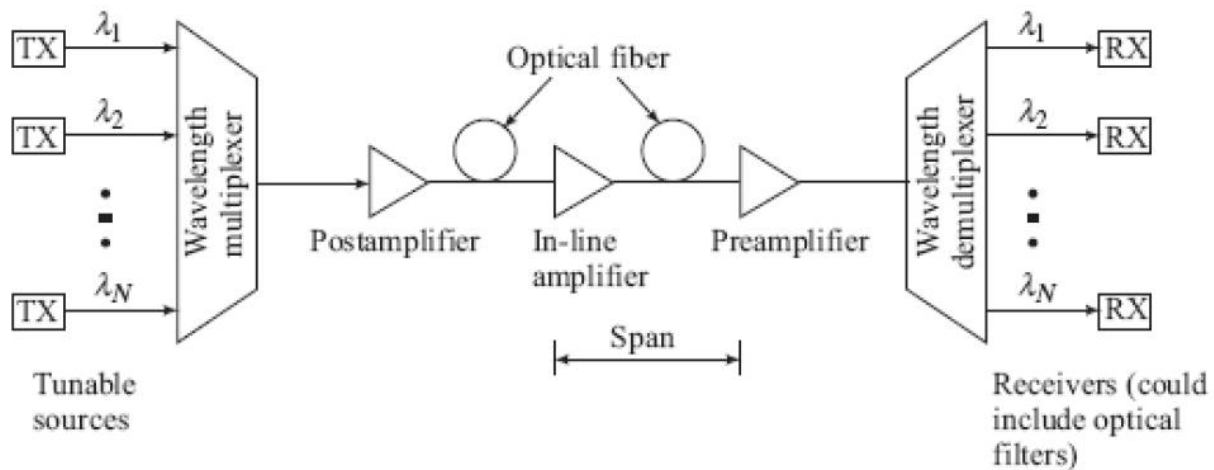 TX
λ1
TX
λ2
TX
λN
Tunable
sources
Wavelength
multiplexer
Optical fiber
Postamplifier
In-line
amplifier
Preamplifier
Span
Wavelength
demultiplexer
λ1
RX
λ2
RX
λN
RX
Receivers (could
include optical
filters)